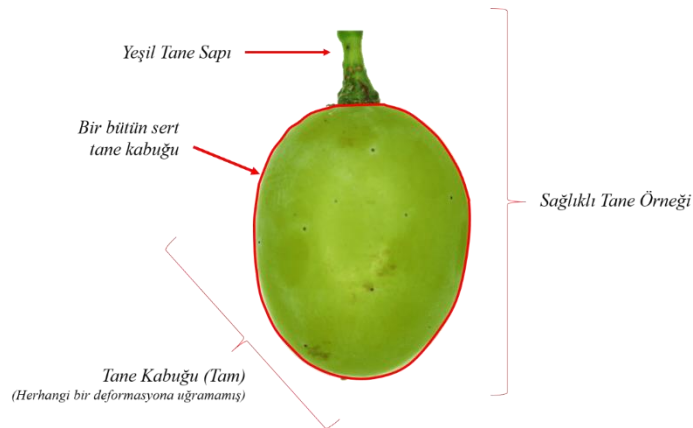 Yeşil Tane Sapı
Bir bütün sert
tane kabuğu
Sağlıklı Tane Örneği
Tane Kabuğu (Tam)
(Herhangi bir deformasyona uğramamış)